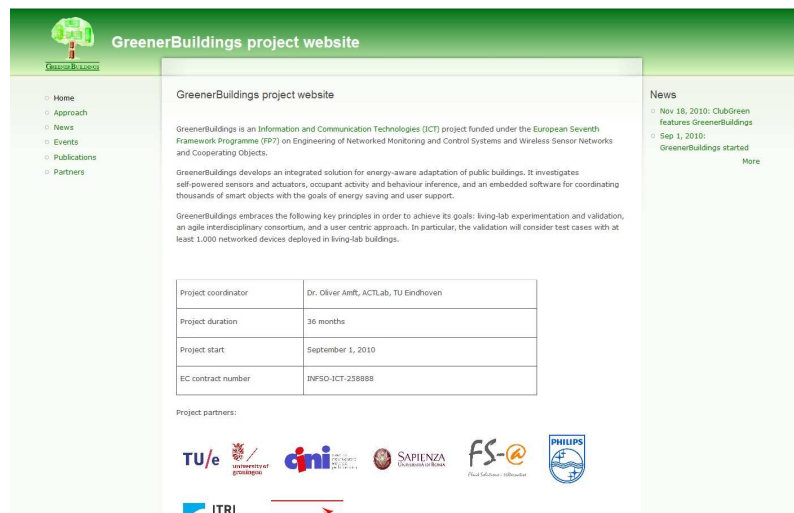 GreenerBuildings project website
GREENERBUILDINGS
Home
Approach
News
Events
Publications
Partners
GreenerBuildings project website
GreenerBuildings is an Information and Communication Technologies (ICT) project funded under the European Seventh
Framework Programme (FP7) on Engineering of Networked Monitoring and Control Systems and Wireless Sensor Networks
and Cooperating Objects.
GreenerBuildings develops an integrated solution for energy-aware adaptation of public buildings. It investigates
self-powered sensors and actuators, occupant activity and behaviour inference, and an embedded software for coordinating
thousands of smart objects with the goals of energy saving and user support.
GreenerBuildings embraces the following key principles in order to achieve its goals: living-lab experimentation and validation,
an agile interdisciplinary consortium, and a user centric approach. In particular, the validation will consider test cases with at
least 1.000 networked devices deployed in living-lab buildings.
Project coordinator Dr. Oliver Amft, ACTLab, TU Eindhoven
Project duration 36 months
Project start September 1, 2010
EC contract number INFSO-ICT-258888
Project partners:
TU/e
university of
groningen
cini
SAPIENZA
UNIVERSITÀ DI ROMA
FS-@
PHILIPS
ITRI
News
Nov 18, 2010: ClubGreen
features GreenerBuildings
Sep 1, 2010:
GreenerBuildings started
More